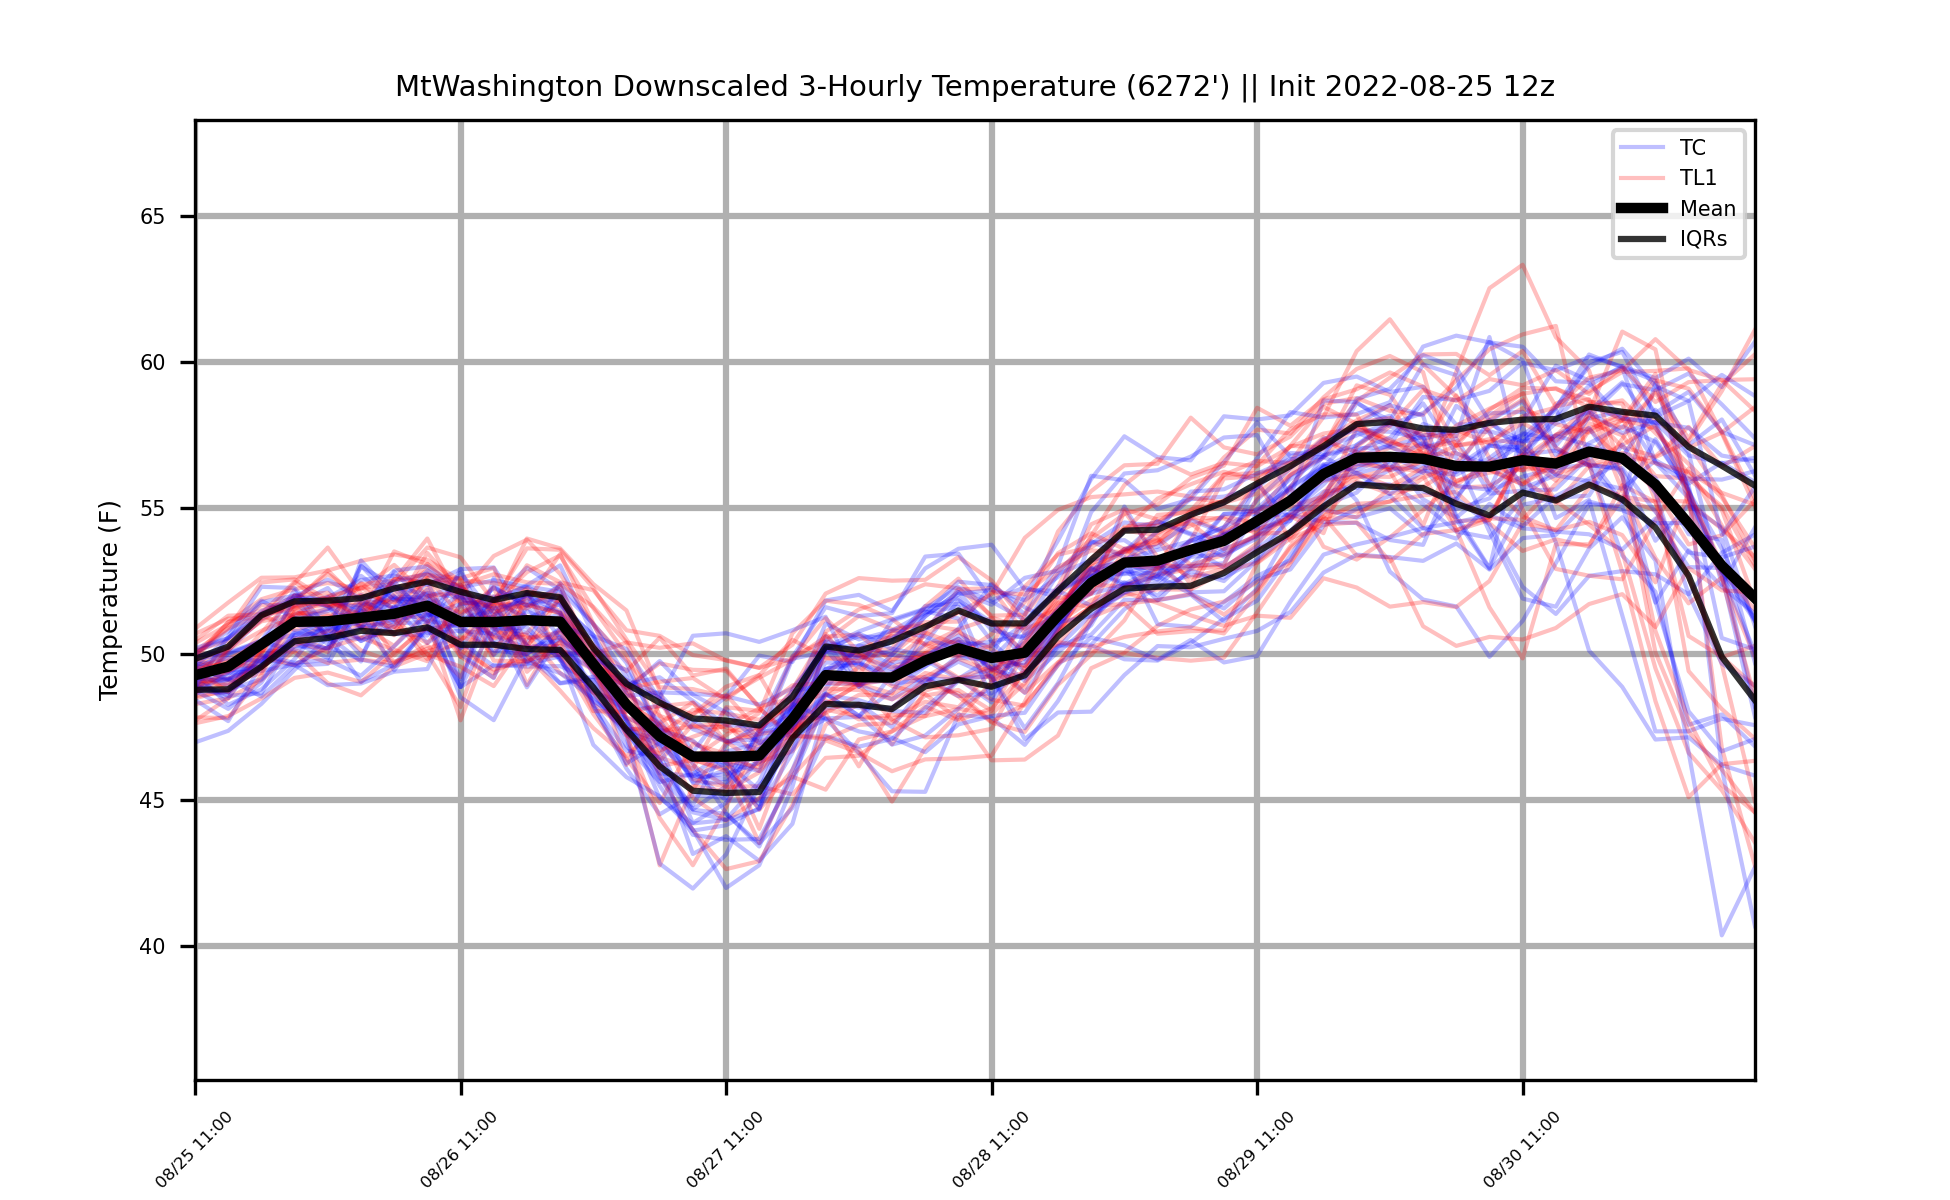 MtWashington Downscaled 3-Hourly Temperature (6272') || Init 2022-08-25 12z
TC
TL1
Mean
IQRs
Temperature (F)
65
60
55
50
45
40
08/25 11:00
08/26 11:00
08/27 11:00
08/28 11:00
08/29 11:00
08/30 11:00